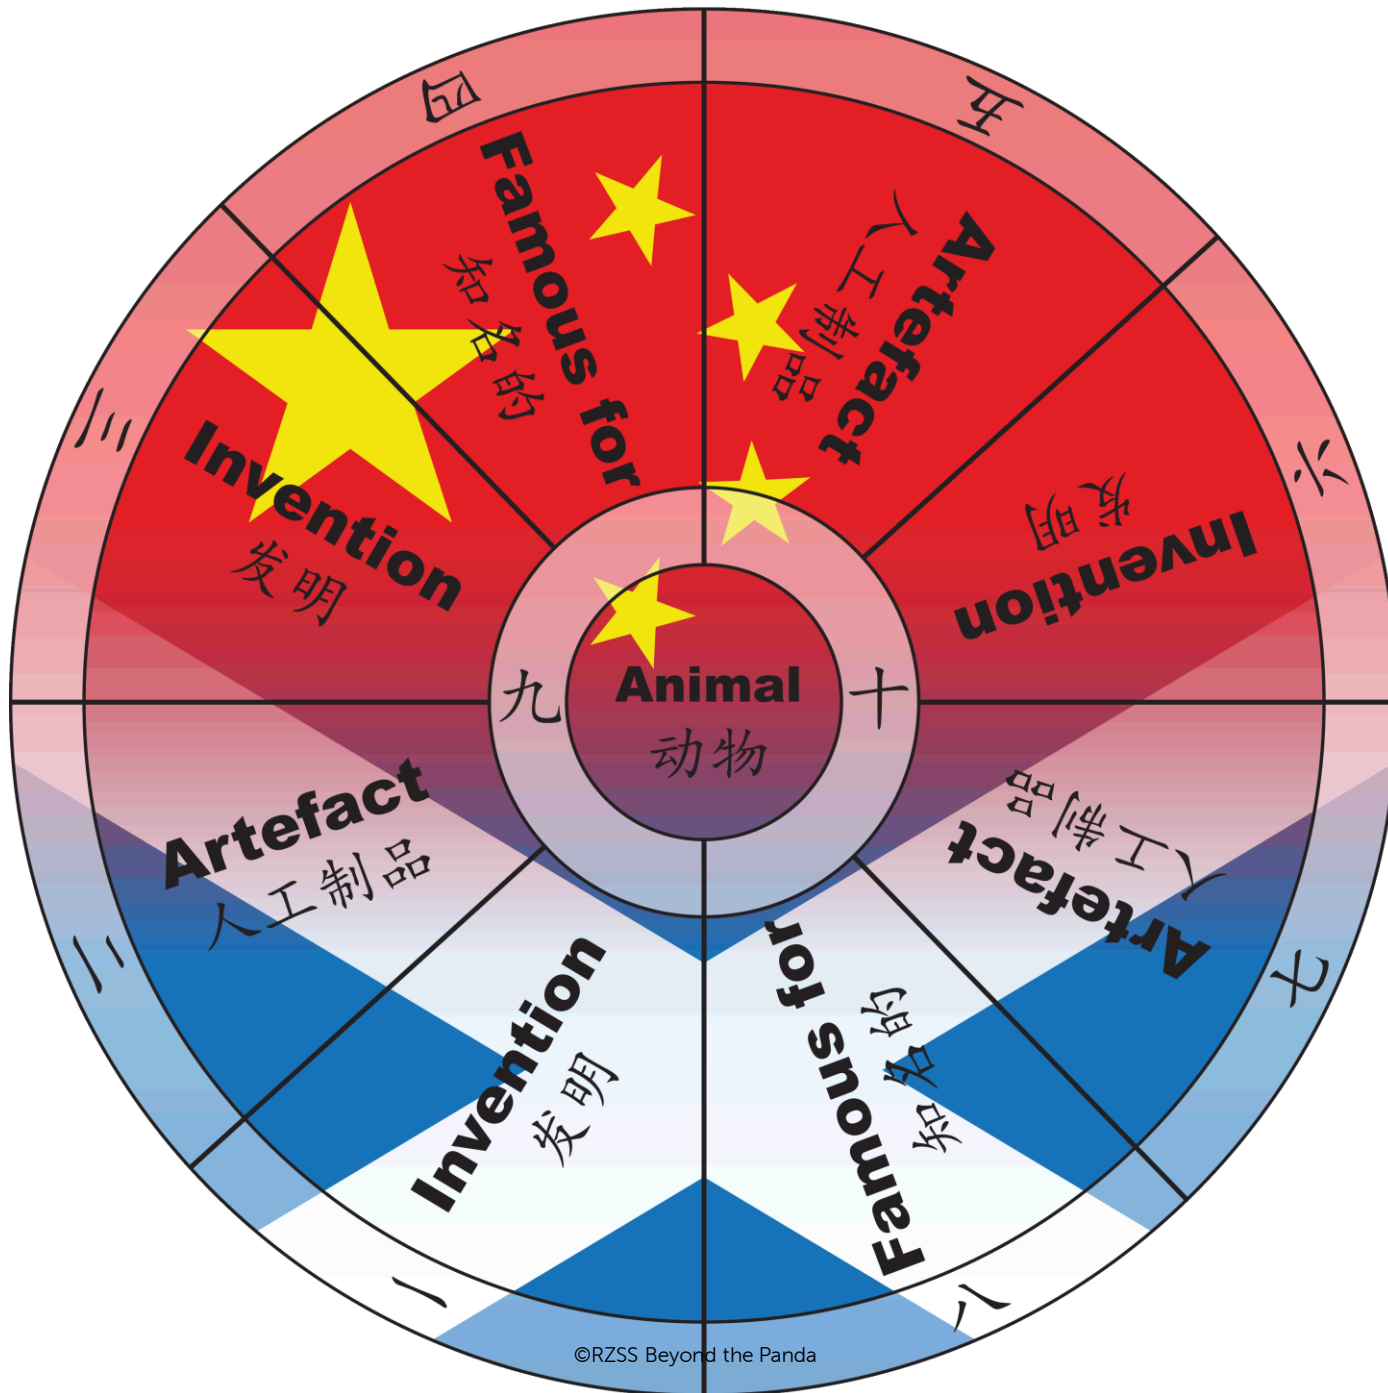 一
Invention
发明
二
Artefact
人工制品
三
Invention
发明
四
Famous for
知名的
五
Artefact
人工制品
六
Invention
发明
七
Artefact
人工制品
八
Famous for
知名的
九
十
Animal
动物
©RZSS Beyond the Panda